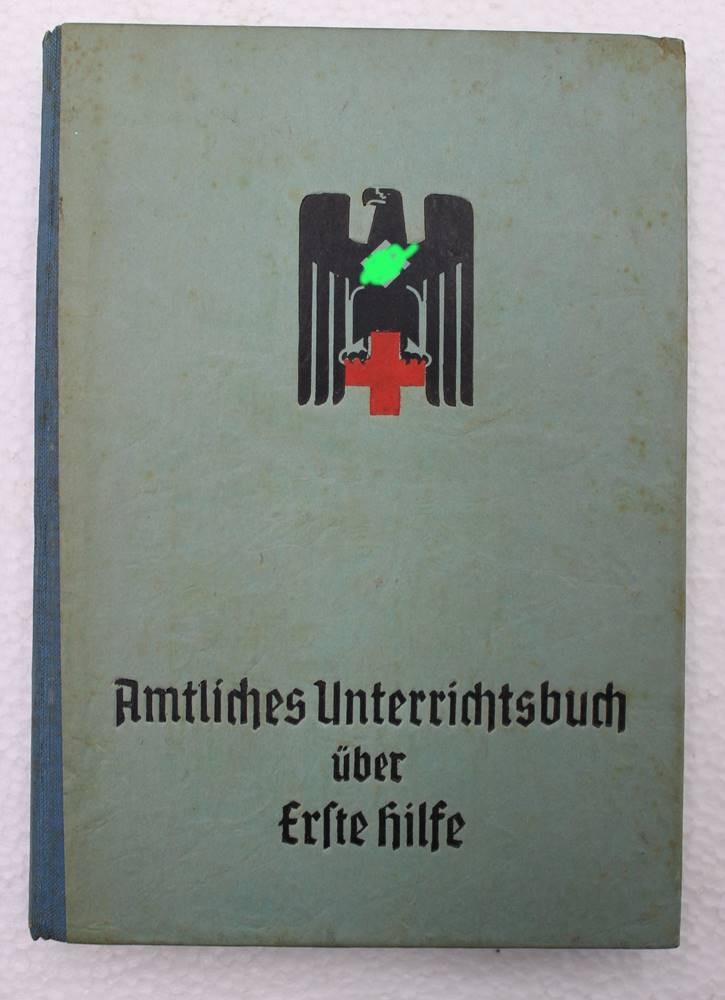 Amtliches Unterrichtsbuch
über
Erſte Hilfe